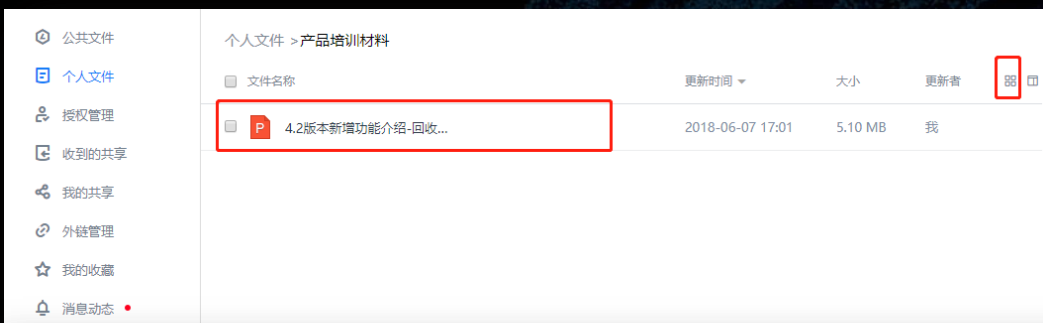 公共文件
个人文件
授权管理
收到的共享
我的共享
外链管理
我的收藏
消息动态
个人文件 >产品培训材料
文件名称 更新时间 大小 更新者
P 4.2版本新增功能介绍-回收... 2018-06-07 17:01 5.10 MB 我